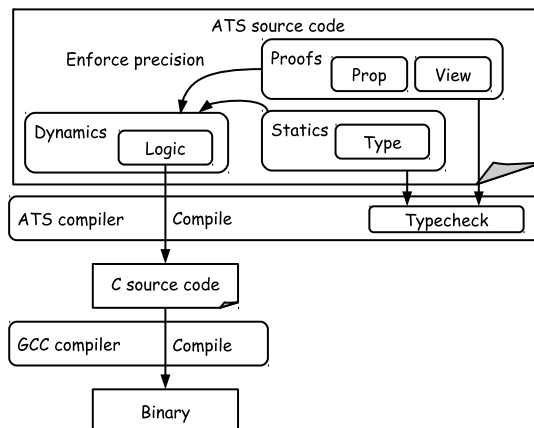 ATS source code
Enforce precision
Proofs
Prop
View
Dynamics
Logic
Statics
Type
ATS compiler
Compile
Typecheck
C source code
GCC compiler
Compile
Binary